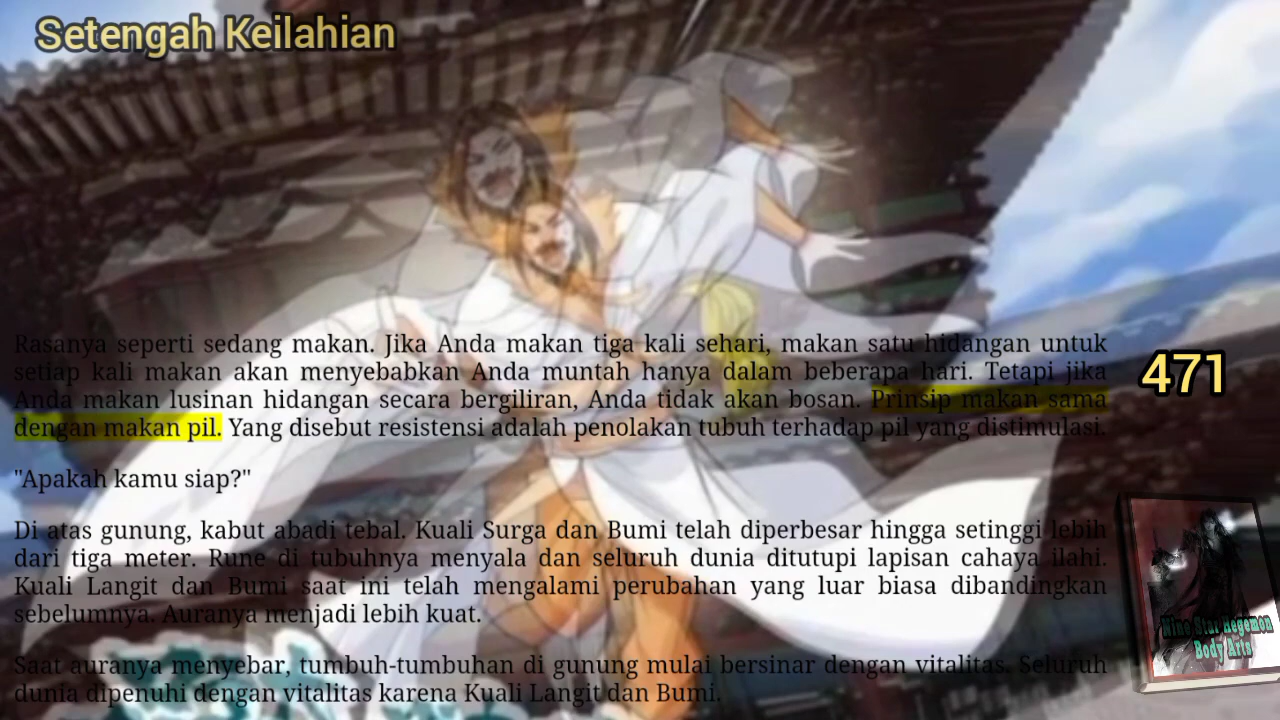 Setengah Keilahian
Rasanya seperti sedang makan. Jika Anda makan tiga kali sehari, makan satu hidangan untuk
setiap kali makan akan menyebabkan Anda muntah hanya dalam beberapa hari. Tetapi jika
Anda makan lusinan hidangan secara bergiliran, Anda tidak akan bosan. Prinsip makan sama
dengan makan pil. Yang disebut resistensi adalah penolakan tubuh terhadap pil yang distimulasi.
471
"Apakah kamu siap?"
Di atas gunung, kabut abadi tebal. Kuali Surga dan Bumi telah diperbesar hingga setinggi lebih
dari tiga meter. Rune di tubuhnya menyala dan seluruh dunia ditutupi lapisan cahaya ilahi.
Kuali Langit dan Bumi saat ini telah mengalami perubahan yang luar biasa dibandingkan
sebelumnya. Auranya menjadi lebih kuat.
Saat auranya menyebar, tumbuh-tumbuhan di gunung mulai bersinar dengan vitalitas. Seluruh
dunia dipenuhi dengan vitalitas karena Kuali Langit dan Bumi.
Nine Star Hegemon
Body Arts